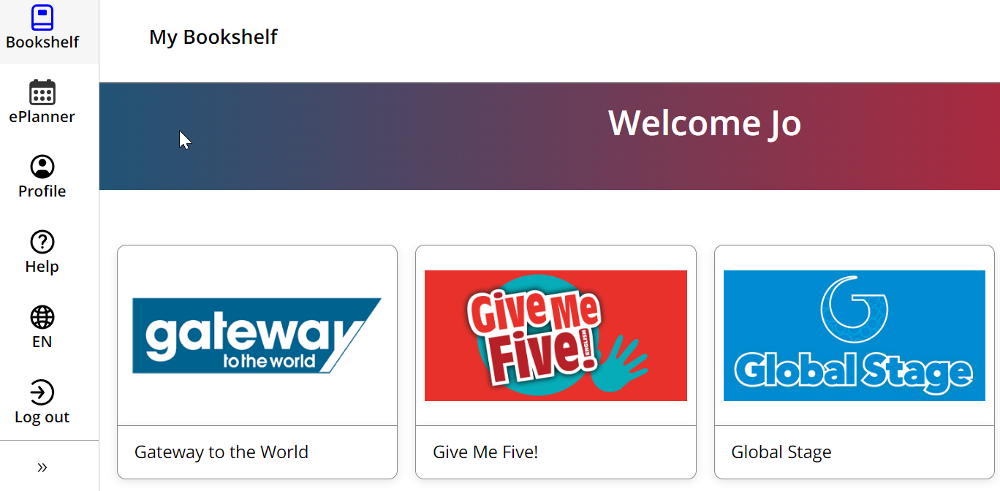 Bookshelf
ePlanner
Profile
Help
EN
Log out
My Bookshelf
Welcome Jo
gateway
to the world
Gateway to the World
Give Me
Five!
ENGLISH
Give Me Five!
Global Stage
Global Stage